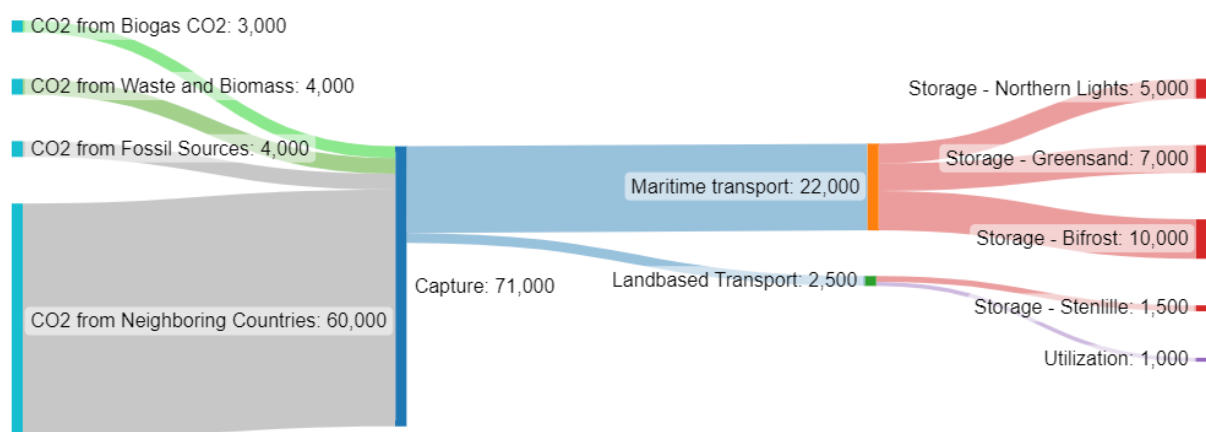 CO2 from Biogas CO2: 3,000
CO2 from Waste and Biomass: 4,000
CO2 from Fossil Sources: 4,000
CO2 from Neighboring Countries: 60,000
Capture: 71,000
Maritime transport: 22,000
Landbased Transport: 2,500
Storage - Northern Lights: 5,000
Storage - Greensand: 7,000
Storage - Bifrost: 10,000
Storage - Stenlille: 1,500
Utilization: 1,000